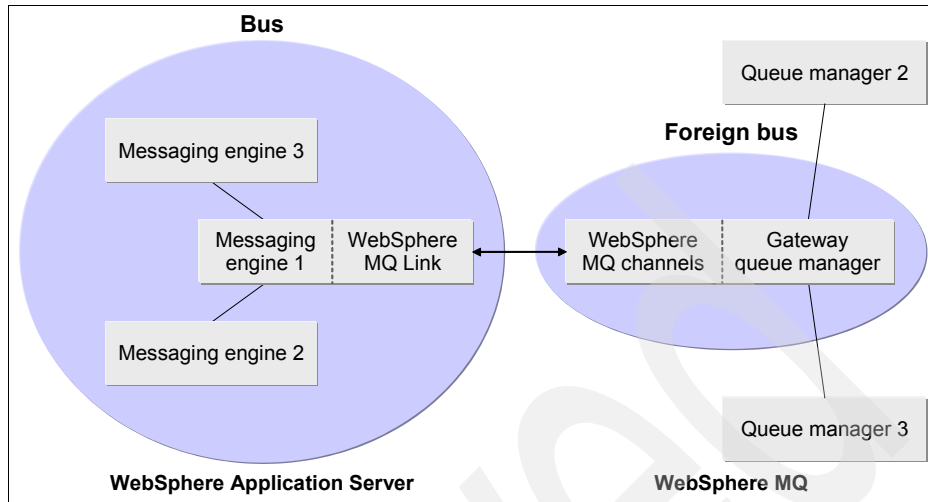 Bus
Queue manager 2
Foreign bus
Messaging engine 3
Messaging
engine 1
WebSphere
MQ Link
WebSphere
MQ channels
Gateway
queue manager
Messaging engine 2
Queue manager 3
WebSphere Application Server
WebSphere MQ